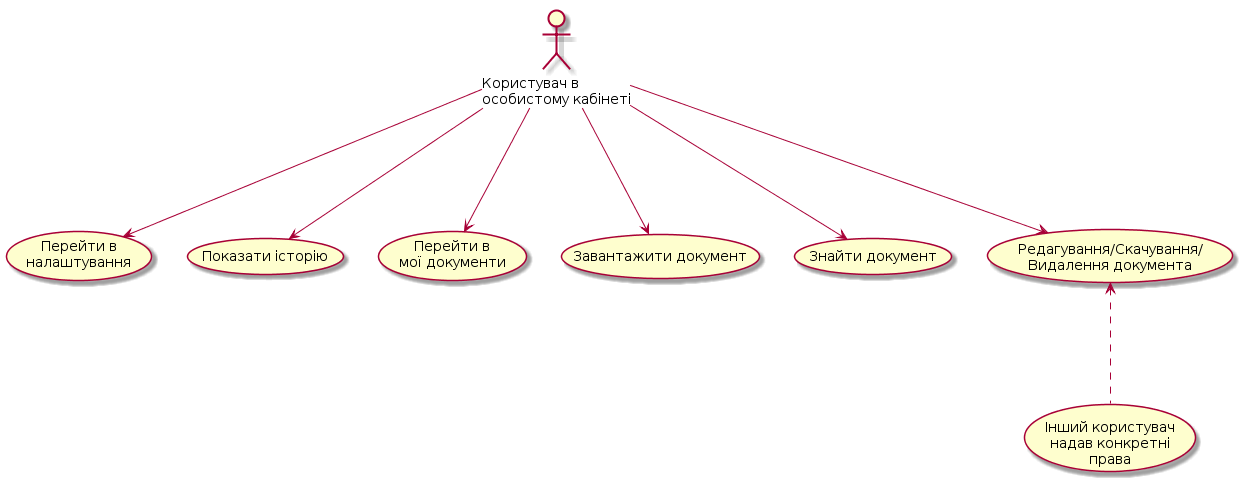 Користувач в
особистому кабінеті
Перейти в
налаштування
Показати історію
Перейти в
мої документи
Завантажити документ
Знайти документ
Редагування/Скачування/
Видалення документа
Інший користувач
надав конкретні
права